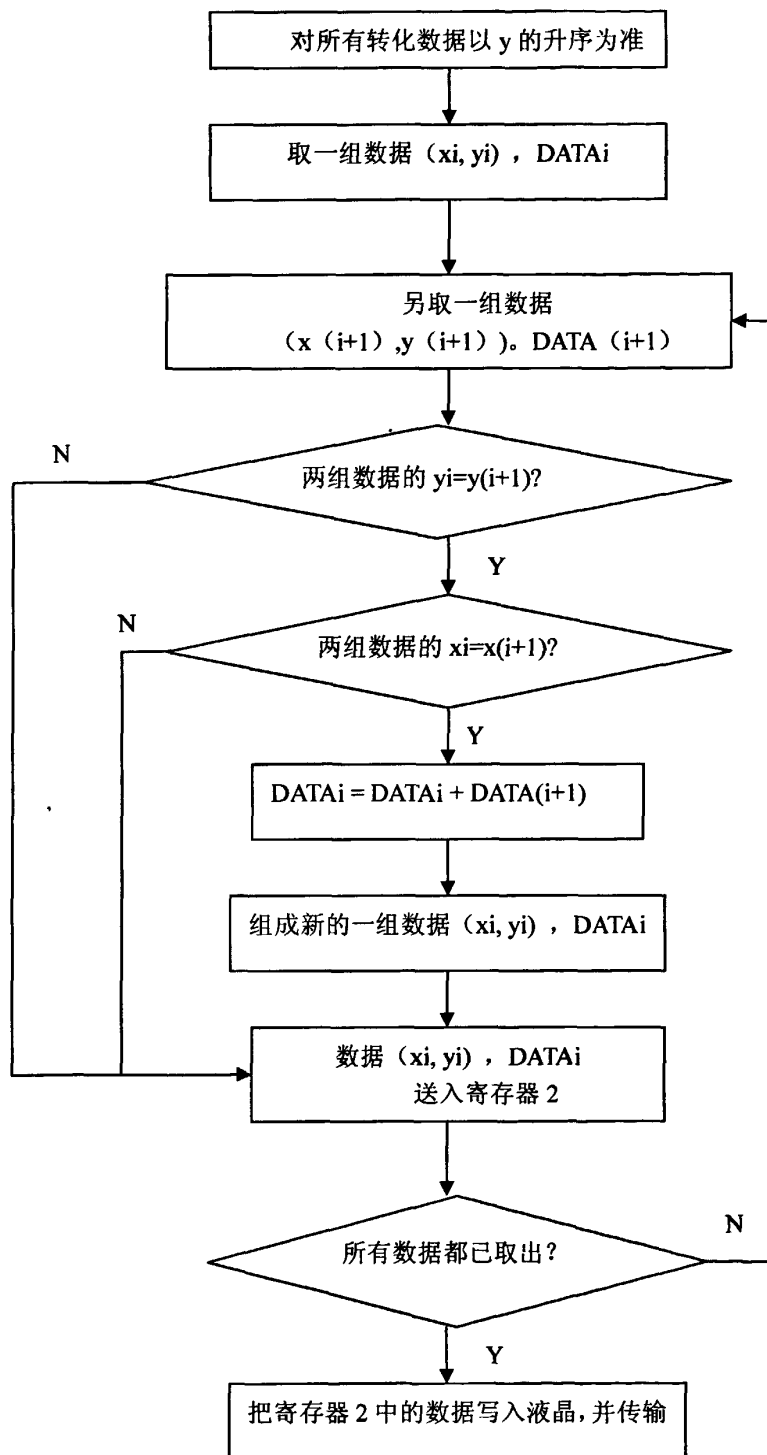 对所有转化数据以 y 的升序为准
取一组数据（xi, yi），DATAi
另取一组数据
（x（i+1）,y（i+1））。DATA（i+1）
N
两组数据的 yi=y(i+1)?
Y
N
两组数据的 xi=x(i+1)?
Y
DATAi = DATAi + DATA(i+1)
组成新的一组数据（xi, yi），DATAi
数据（xi, yi），DATAi
送入寄存器 2
N
所有数据都已取出？
Y
把寄存器 2 中的数据写入液晶，并传输